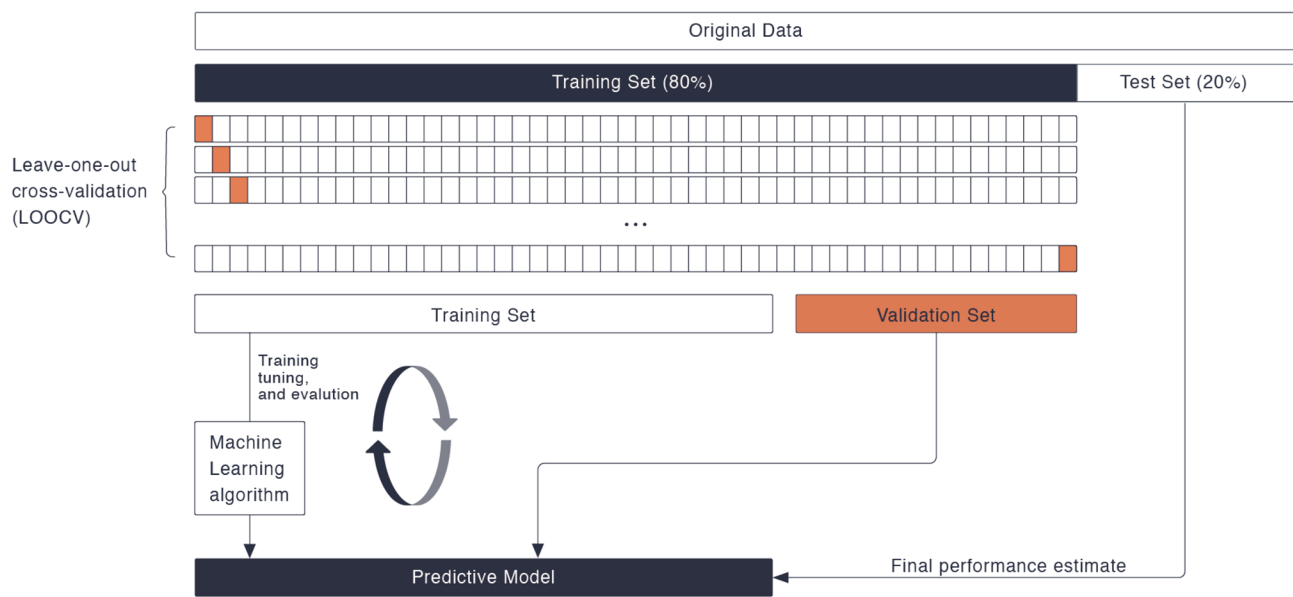 Original Data
Training Set (80%)
Test Set (20%)
Leave-one-out
cross-validation
(LOOCV)
...
Training Set
Validation Set
Training
tuning,
and evalution
Machine
Learning
algorithm
Final performance estimate
Predictive Model